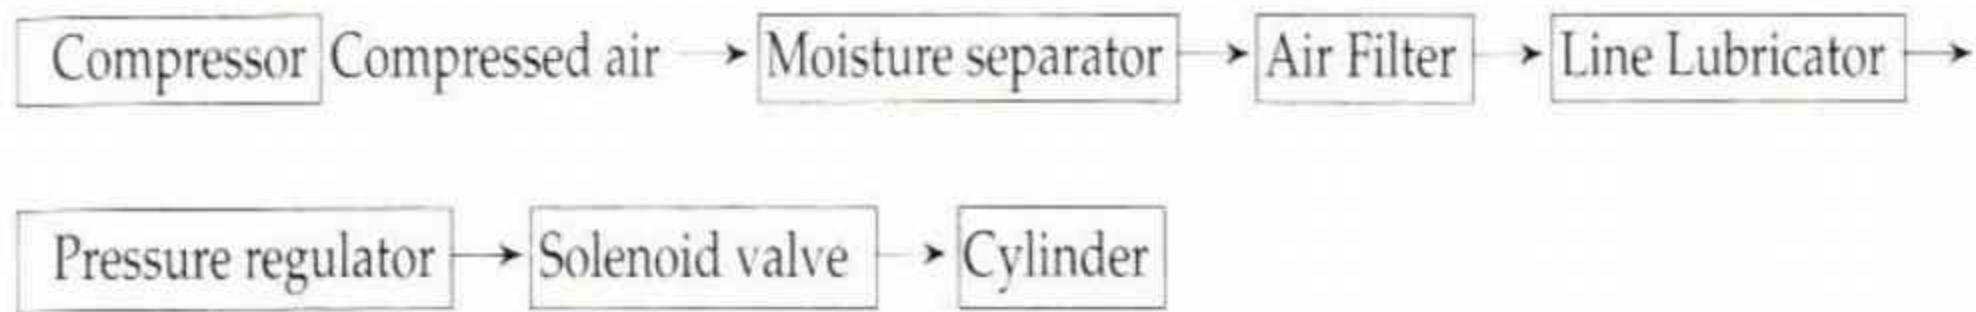 Compressor Compressed air → Moisture separator → Air Filter → Line Lubricator →
Pressure regulator → Solenoid valve → Cylinder